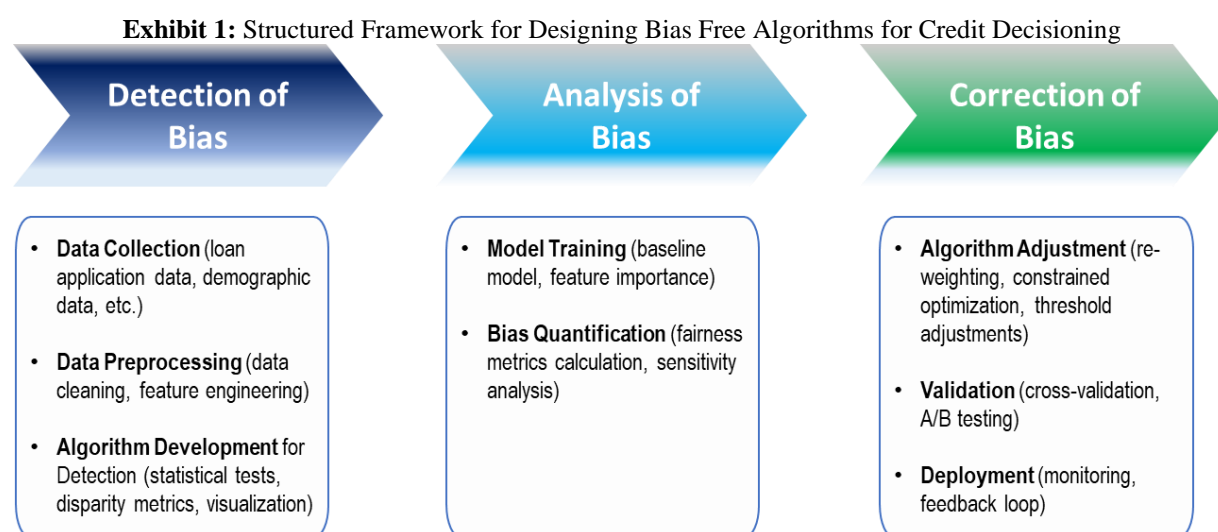 Exhibit 1: Structured Framework for Designing Bias Free Algorithms for Credit Decisioning
Detection of
Bias
Analysis of
Bias
Correction of
Bias
• Data Collection (loan
application data, demographic
data, etc.)
• Data Preprocessing (data
cleaning, feature engineering)
• Algorithm Development for
Detection (statistical tests,
disparity metrics, visualization)
• Model Training (baseline
model, feature importance)
• Bias Quantification (fairness
metrics calculation, sensitivity
analysis)
• Algorithm Adjustment (re-
weighting, constrained
optimization, threshold
adjustments)
• Validation (cross-validation,
A/B testing)
• Deployment (monitoring,
feedback loop)